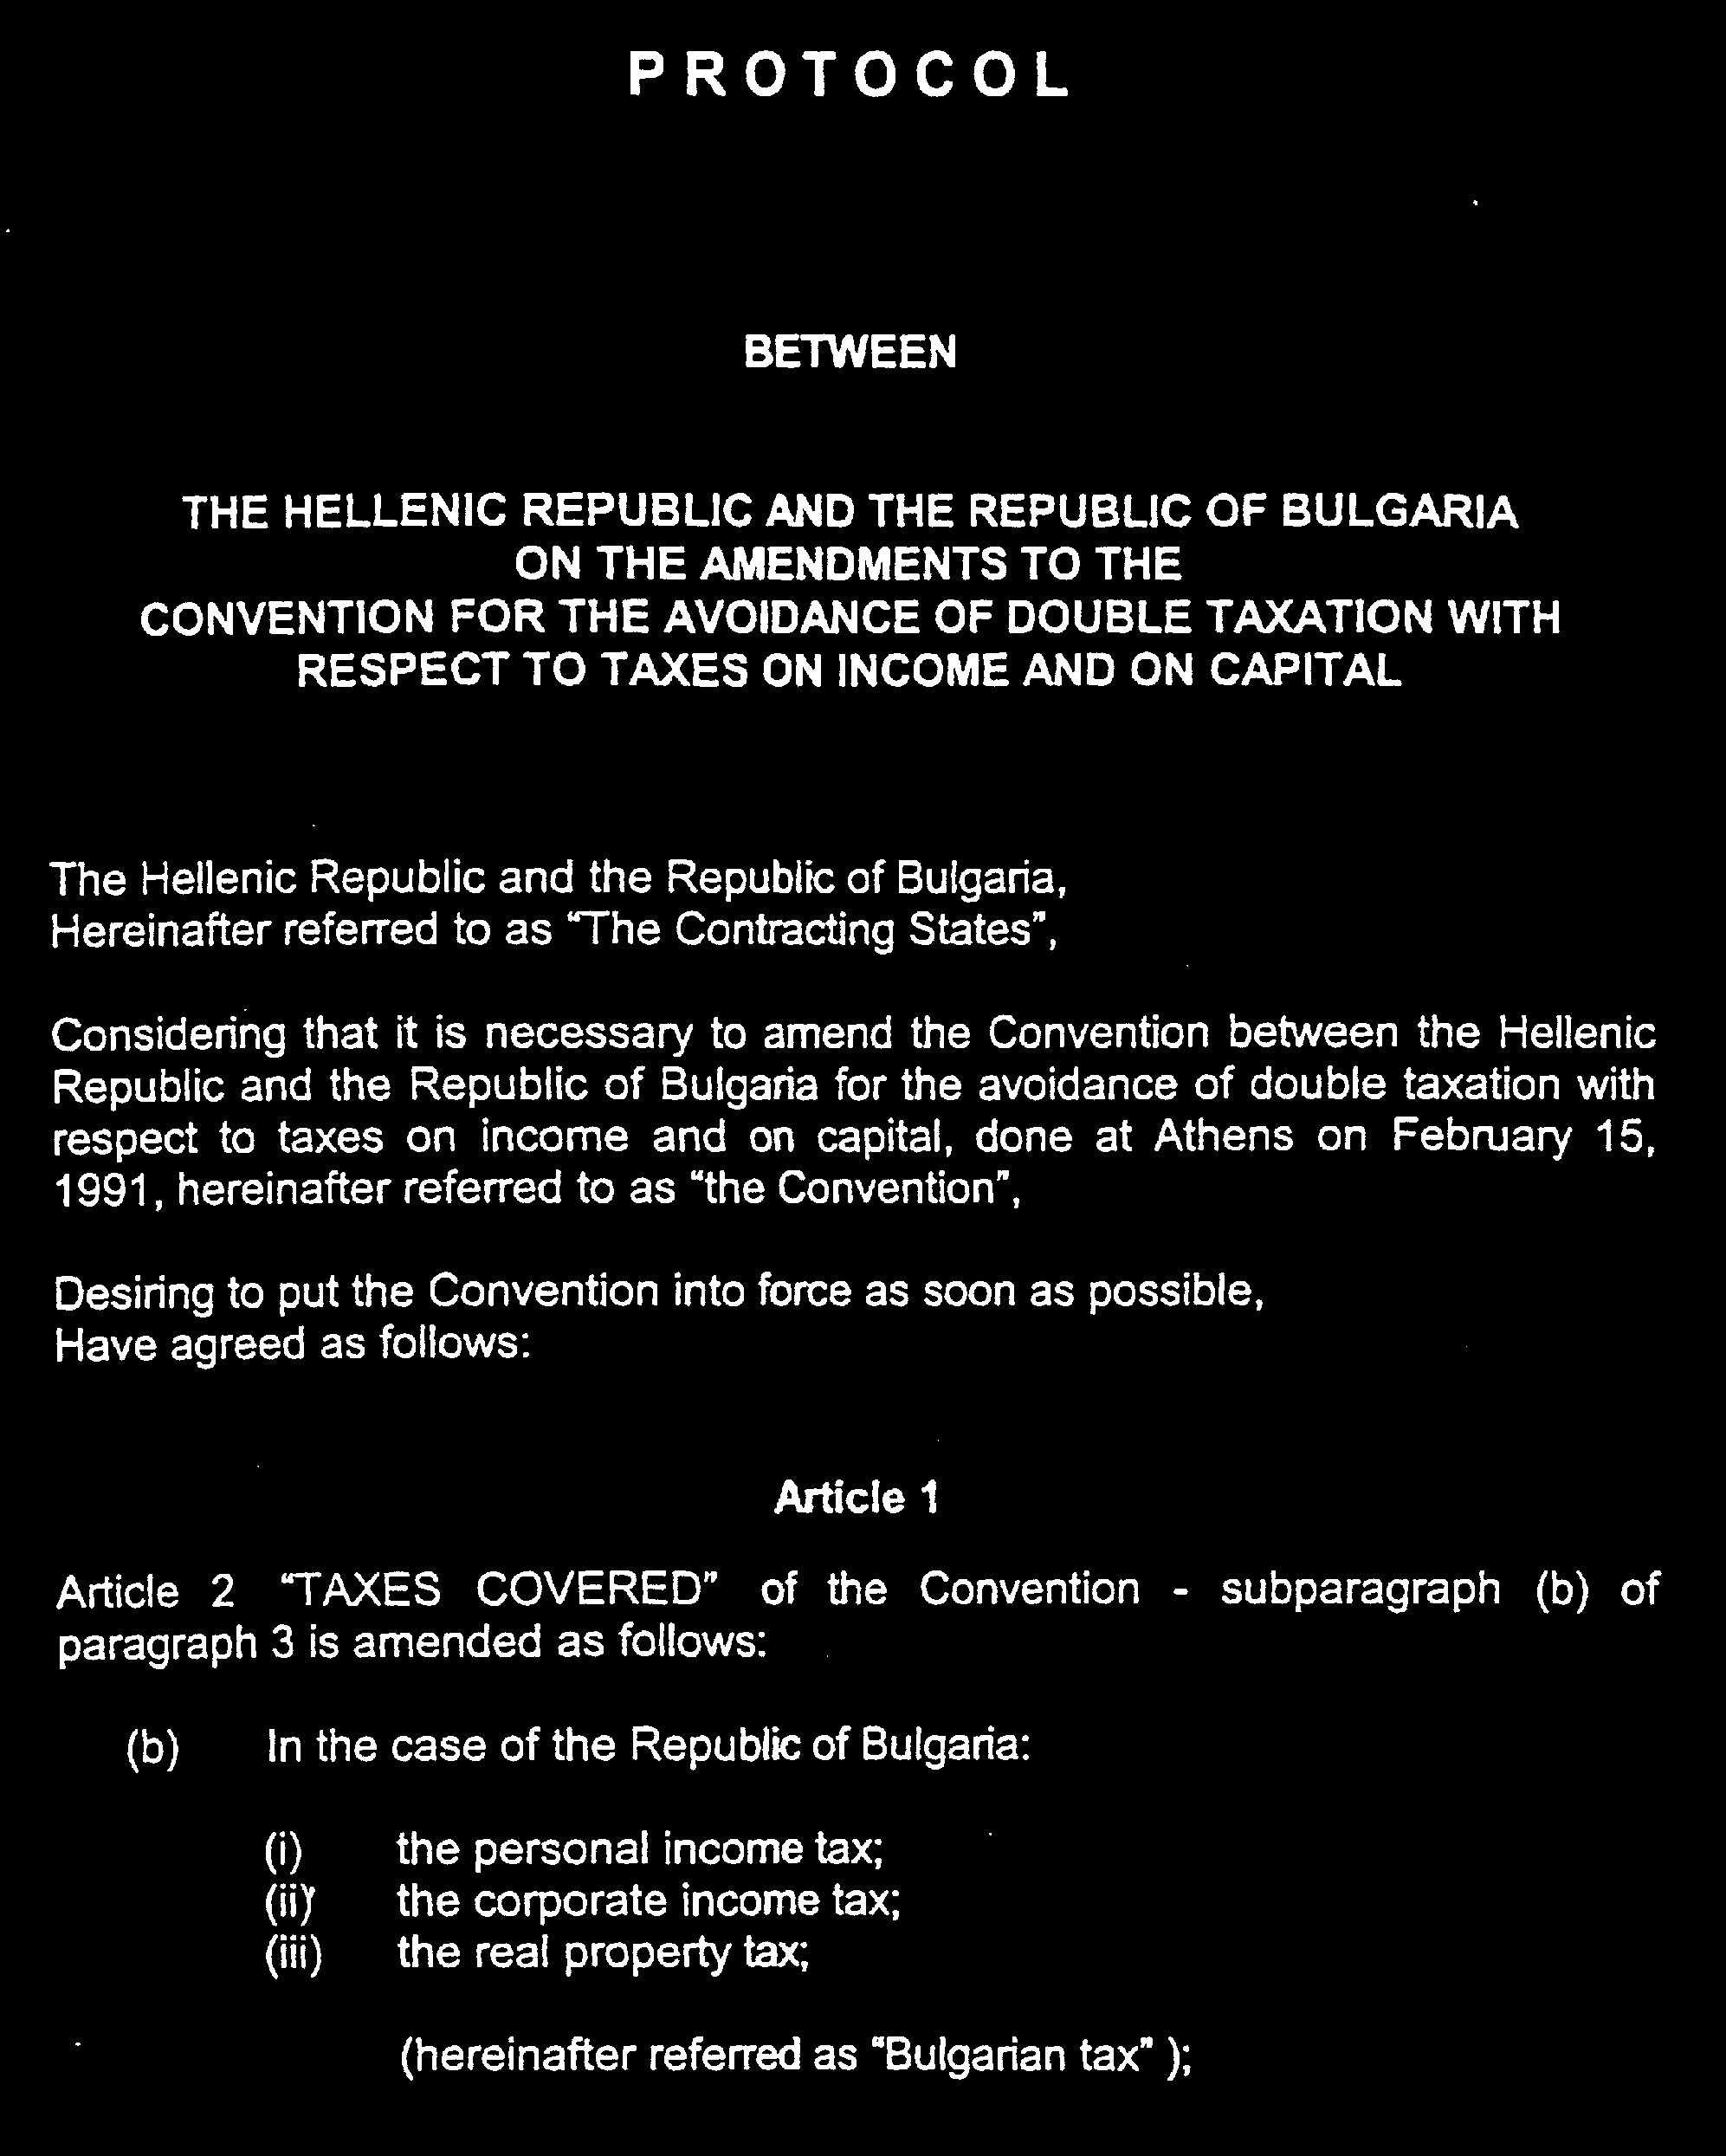 PROTOCOL
BETWEEN
THE HELLENIC REPUBLIC AND THE REPUBLIC OF BULGARIA
ON THE AMENDMENTS TO THE
CONVENTION FOR THE AVOIDANCE OF DOUBLE TAXATION WITH
RESPECT TO TAXES ON INCOME AND ON CAPITAL
The Hellenic Republic and the Republic of Bulgaria,
Hereinafter referred to as “The Contracting States”,
Considering that it is necessary to amend the Convention between the Hellenic
Republic and the Republic of Bulgaria for the avoidance of double taxation with
respect to taxes on income and on capital, done at Athens on February 15,
1991, hereinafter referred to as “the Convention”,
Desiring to put the Convention into force as soon as possible,
Have agreed as follows:
Article 1
Article 2 “TAXES COVERED” of the Convention - subparagraph (b) of
paragraph 3 is amended as follows:
(b) In the case of the Republic of Bulgaria:
(i) the personal income tax;
(ii) the corporate income tax;
(iii) the real property tax;
(hereinafter referred as “Bulgarian tax” );